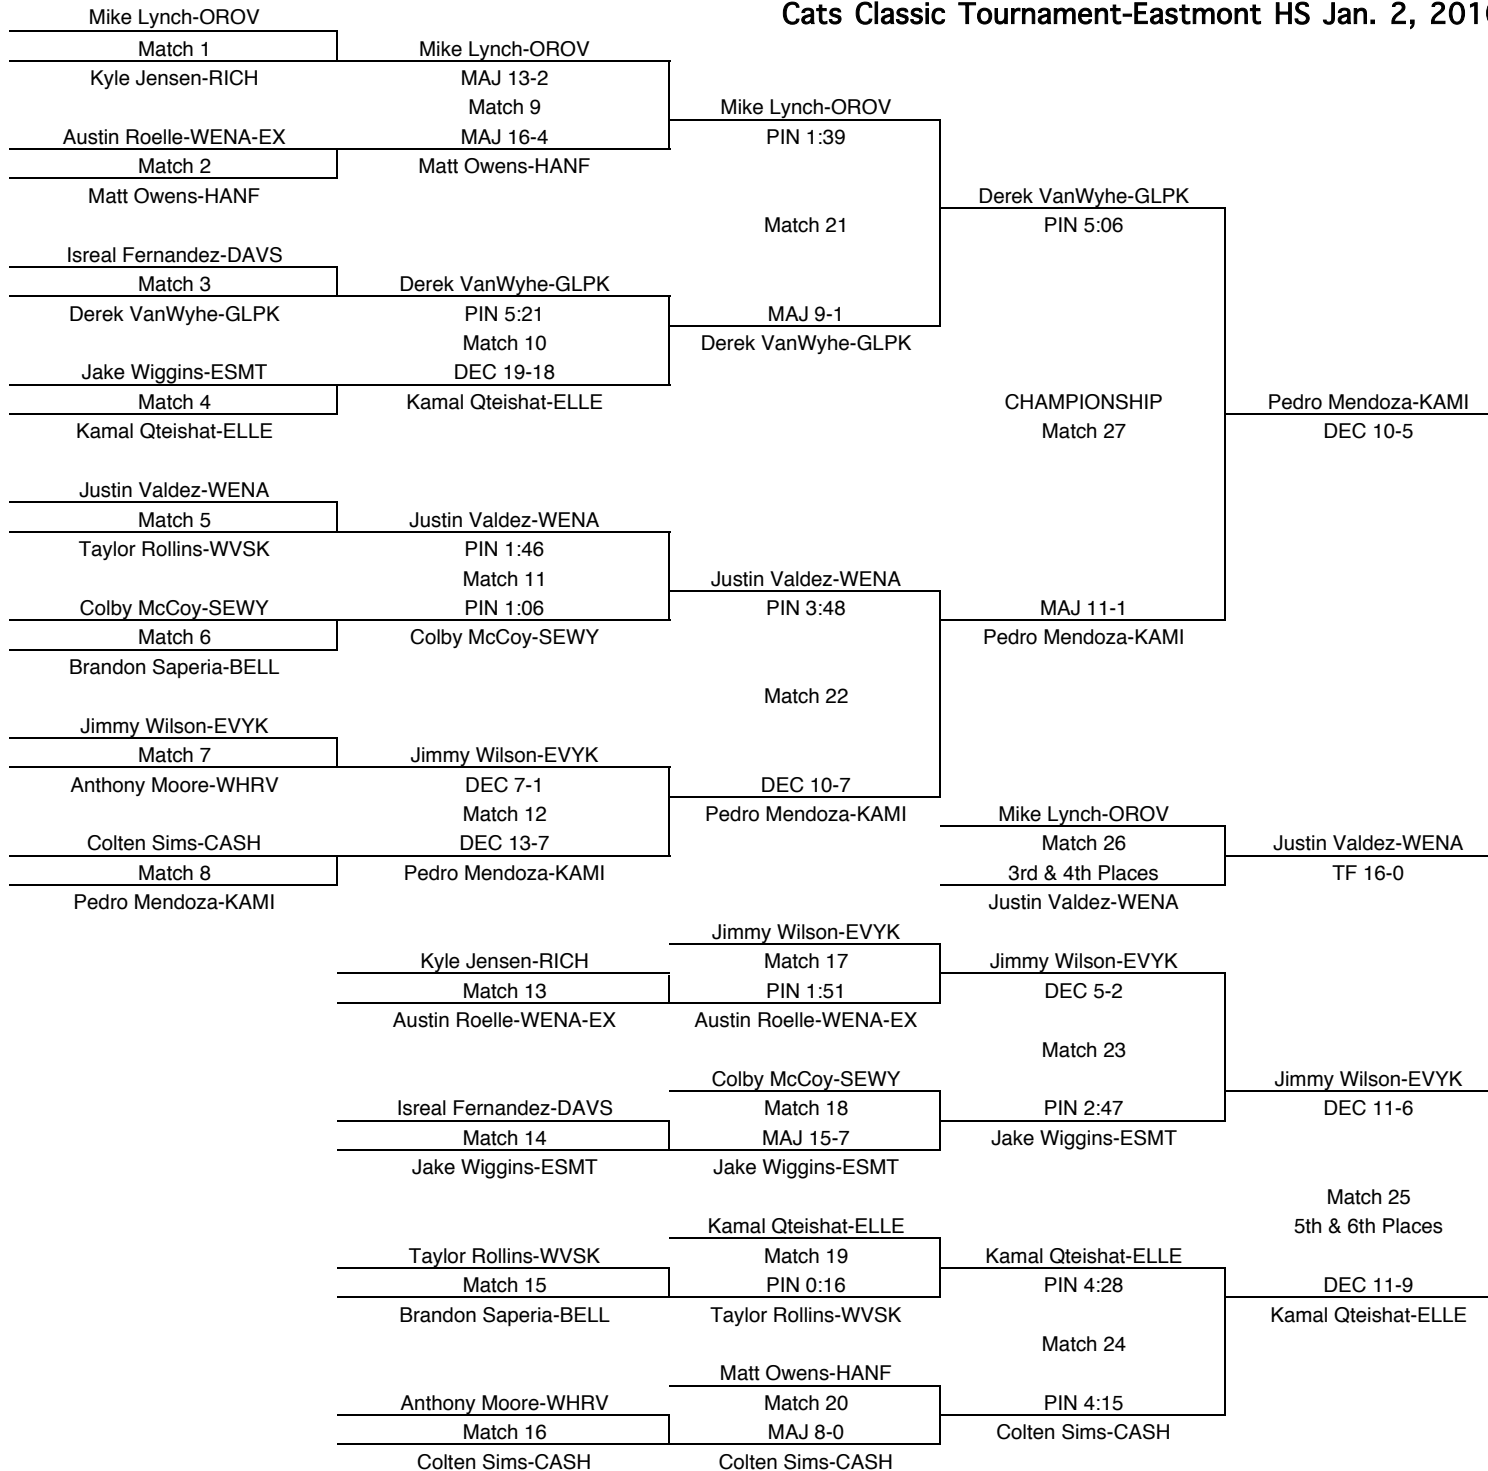 Cats Classic Tournament-Eastmont HS Jan. 2, 201
Mike Lynch-OROV
Match 1
Mike Lynch-OROV
Kyle Jensen-RICH
MAJ 13-2
Match 9
Mike Lynch-OROV
Austin Roelle-WENA-EX
MAJ 16-4
PIN 1:39
Match 2
Matt Owens-HANF
Matt Owens-HANF
Derek VanWyhe-GLPK
Match 21
PIN 5:06
Isreal Fernandez-DAVS
Match 3
Derek VanWyhe-GLPK
Derek VanWyhe-GLPK
PIN 5:21
MAJ 9-1
Match 10
Derek VanWyhe-GLPK
Jake Wiggins-ESMT
DEC 19-18
Match 4
Kamal Qteishat-ELLE
CHAMPIONSHIP
Pedro Mendoza-KAMI
Kamal Qteishat-ELLE
Match 27
DEC 10-5
Justin Valdez-WENA
Match 5
Justin Valdez-WENA
Taylor Rollins-WVSK
PIN 1:46
Match 11
Justin Valdez-WENA
Colby McCoy-SEWY
PIN 1:06
PIN 3:48
MAJ 11-1
Match 6
Colby McCoy-SEWY
Pedro Mendoza-KAMI
Brandon Saperia-BELL
Match 22
Jimmy Wilson-EVYK
Match 7
Jimmy Wilson-EVYK
Anthony Moore-WHRV
DEC 7-1
DEC 10-7
Match 12
Pedro Mendoza-KAMI
Mike Lynch-OROV
Colten Sims-CASH
DEC 13-7
Match 26
Justin Valdez-WENA
Match 8
Pedro Mendoza-KAMI
3rd & 4th Places
TF 16-0
Pedro Mendoza-KAMI
Justin Valdez-WENA
Jimmy Wilson-EVYK
Kyle Jensen-RICH
Match 17
Jimmy Wilson-EVYK
Match 13
PIN 1:51
DEC 5-2
Austin Roelle-WENA-EX
Austin Roelle-WENA-EX
Match 23
Colby McCoy-SEWY
Jimmy Wilson-EVYK
Isreal Fernandez-DAVS
Match 18
PIN 2:47
DEC 11-6
Match 14
MAJ 15-7
Jake Wiggins-ESMT
Jake Wiggins-ESMT
Jake Wiggins-ESMT
Match 25
Kamal Qteishat-ELLE
5th & 6th Places
Taylor Rollins-WVSK
Match 19
Kamal Qteishat-ELLE
Match 15
PIN 0:16
PIN 4:28
DEC 11-9
Brandon Saperia-BELL
Taylor Rollins-WVSK
Kamal Qteishat-ELLE
Match 24
Matt Owens-HANF
Anthony Moore-WHRV
Match 20
PIN 4:15
Match 16
MAJ 8-0
Colten Sims-CASH
Colten Sims-CASH
Colten Sims-CASH